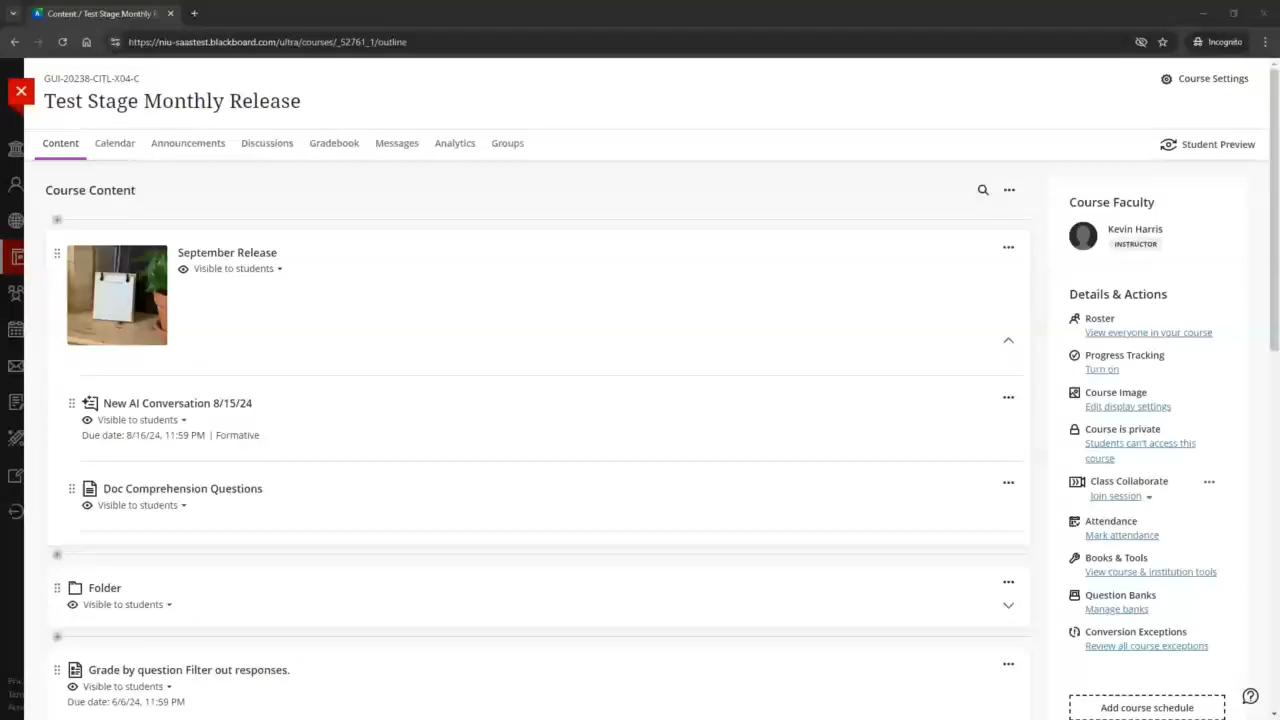 Content / Test Stage Monthly R
https://niu-saastest.blackboard.com/ultra/courses/_52761_1/outline
Incognito
GUI-20238-CITL-X04-C
Test Stage Monthly Release
Course Settings
Content
Calendar
Announcements
Discussions
Gradebook
Messages
Analytics
Groups
Student Preview
Course Content
September Release
Visible to students
New AI Conversation 8/15/24
Visible to students
Due date: 8/16/24, 11:59 PM | Formative
Doc Comprehension Questions
Visible to students
Folder
Visible to students
Grade by question Filter out responses.
Visible to students
Due date: 6/6/24, 11:59 PM
Course Faculty
Kevin Harris
INSTRUCTOR
Details & Actions
Roster
View everyone in your course
Progress Tracking
Turn on
Course Image
Edit display settings
Course is private
Students can't access this
course
Class Collaborate
Join session
Attendance
Mark attendance
Books & Tools
View course & institution tools
Question Banks
Manage banks
Conversion Exceptions
Review all course exceptions
Add course schedule